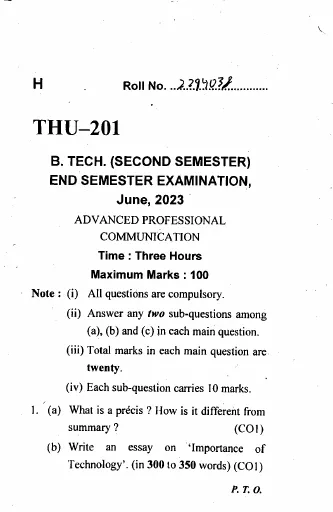 H Roll No. ..2294038..............
THU–201
B. TECH. (SECOND SEMESTER)
END SEMESTER EXAMINATION,
June, 2023
ADVANCED PROFESSIONAL
COMMUNICATION
Time : Three Hours
Maximum Marks : 100
Note : (i) All questions are compulsory.
(ii) Answer any two sub-questions among
(a), (b) and (c) in each main question.
(iii) Total marks in each main question are
twenty.
(iv) Each sub-question carries 10 marks.
1. (a) What is a précis ? How is it different from
summary ? (CO1)
(b) Write an essay on ‘Importance of
Technology’. (in 300 to 350 words) (CO1)
P. T. O.